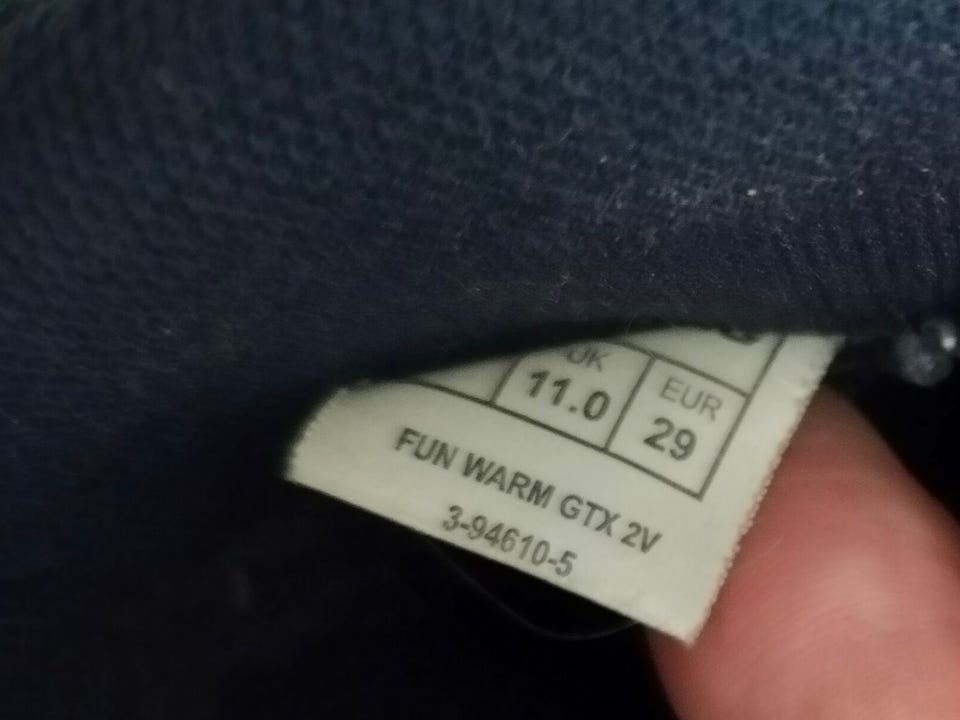 UK EUR
11.0 29
FUN WARM GTX 2V
3-94610-5